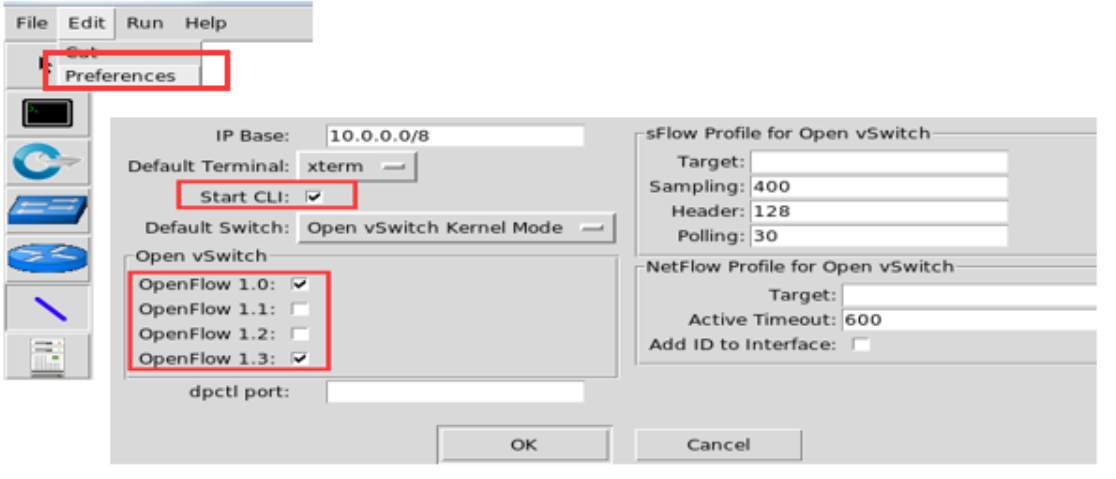 File Edit Run Help
Cut
Preferences
IP Base: 10.0.0.0/8
Default Terminal: xterm
Start CLI:
Default Switch: Open vSwitch Kernel Mode
Open vSwitch
OpenFlow 1.0:
OpenFlow 1.1:
OpenFlow 1.2:
OpenFlow 1.3:
dpctl port:
sFlow Profile for Open vSwitch
Target:
Sampling: 400
Header: 128
Polling: 30
NetFlow Profile for Open vSwitch
Target:
Active Timeout: 600
Add ID to Interface:
OK Cancel